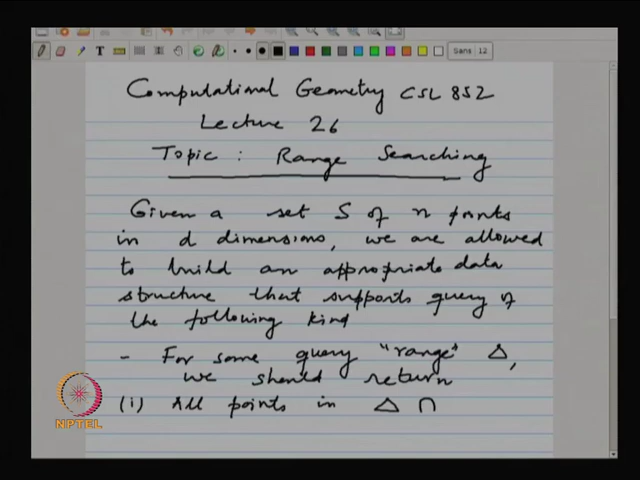 Sans 12
Computational Geometry CSL 852
Lecture 26
Topic : Range Searching
Given a set S of n points
in d dimensions, we are allowed
to build an appropriate data
structure that supports query of
the following kind
- For some query "range" Δ,
we should return
(i) All points in Δ ∩
NPTEL